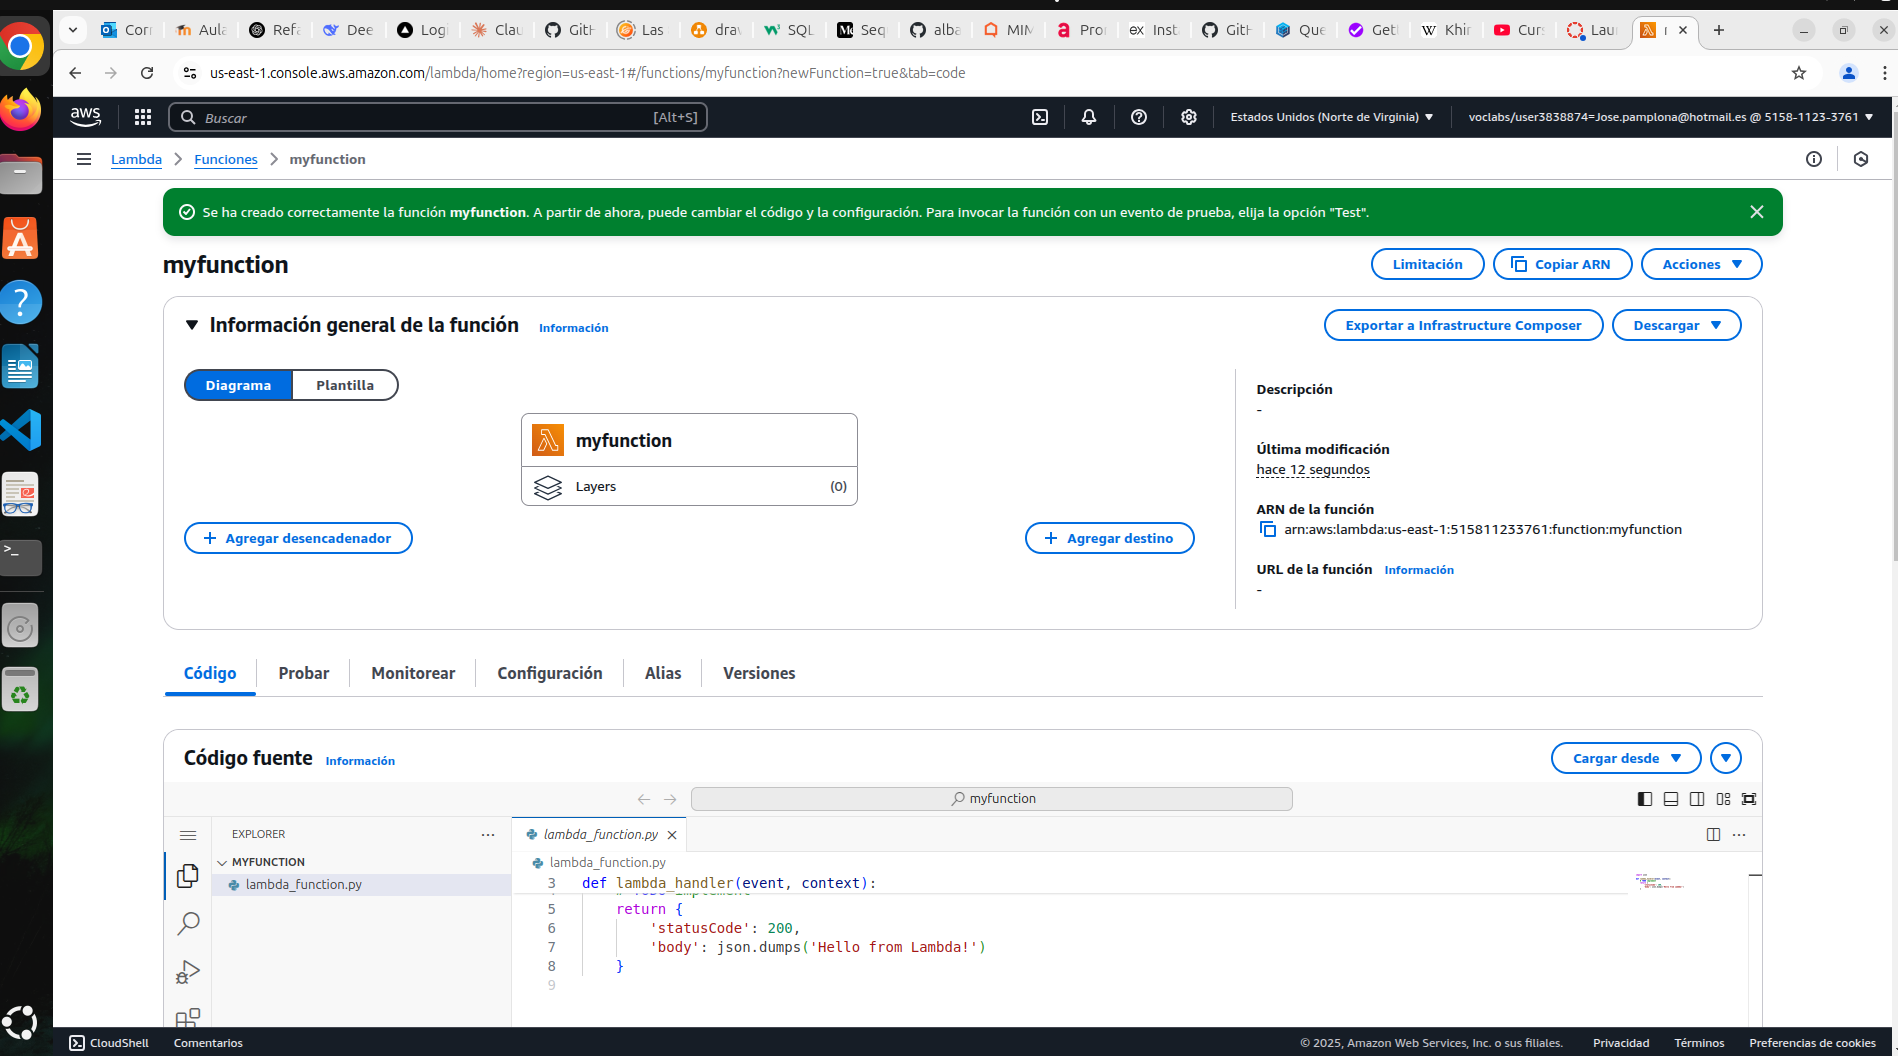 Corr
Aula
Refa
Dee
Logi
Clau
GitH
Las
drav
SQL
Seq
alba
MIM
Pror
ex Inst
GitH
Que
Getl
W Khir
Curs
Lau
us-east-1.console.aws.amazon.com/lambda/home?region=us-east-1#/functions/myfunction?newFunction=true&tab=code
aws
Buscar [Alt+S]
Estados Unidos (Norte de Virginia)
voclabs/user3838874=Jose.pamplona@hotmail.es @ 5158-1123-3761
Lambda Funciones myfunction
Se ha creado correctamente la función myfunction. A partir de ahora, puede cambiar el código y la configuración. Para invocar la función con un evento de prueba, elija la opción "Test".
myfunction
Limitación Copiar ARN Acciones
Información general de la función Información
Exportar a Infrastructure Composer Descargar
Diagrama Plantilla
myfunction
Layers (0)
+ Agregar desencadenador
+ Agregar destino
Descripción
-
Última modificación
hace 12 segundos
ARN de la función
arn:aws:lambda:us-east-1:515811233761:function:myfunction
URL de la función Información
-
Código Probar Monitorear Configuración Alias Versiones
Código fuente Información
Cargar desde
myfunction
EXPLORER
MYFUNCTION
lambda_function.py
lambda_function.py
lambda_function.py
3 def lambda_handler(event, context):
5 return {
6 'statusCode': 200,
7 'body': json.dumps('Hello from Lambda!')
8 }
9
CloudShell Comentarios
© 2025, Amazon Web Services, Inc. o sus filiales. Privacidad Términos Preferencias de cookies